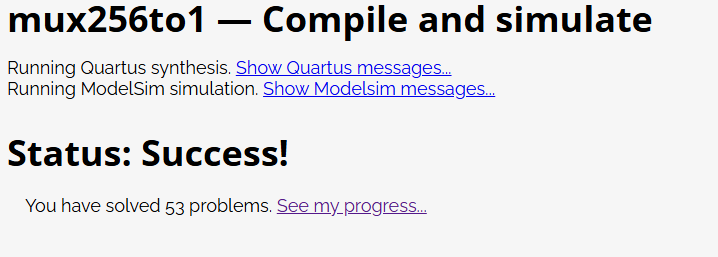 mux256to1 — Compile and simulate
Running Quartus synthesis. Show Quartus messages...
Running ModelSim simulation. Show Modelsim messages...
Status: Success!
You have solved 53 problems. See my progress...